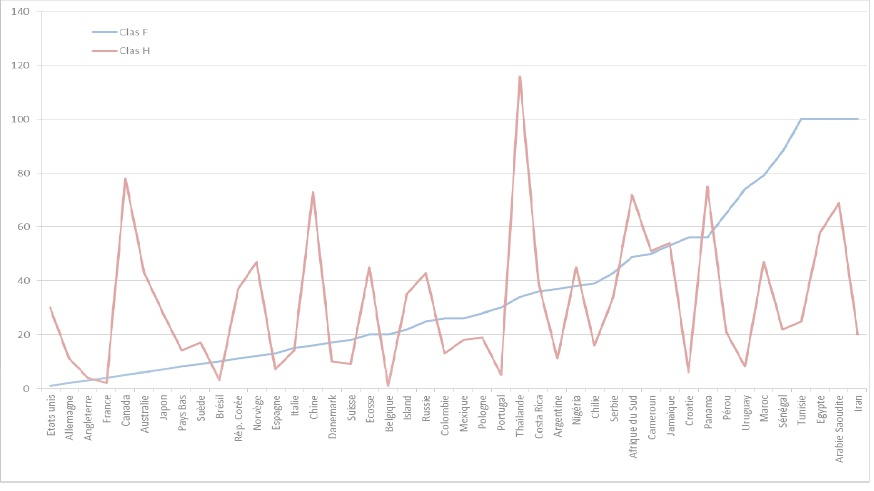 140
Clas F
Clas H
120
100
80
60
40
20
0
Etats unis
Allemagne
Angleterre
France
Canada
Australie
Japon
Pays Bas
Suède
Brésil
Rép. Corée
Norvège
Espagne
Italie
Chine
Danemark
Suisse
Ecosse
Belgique
Island
Russie
Colombie
Mexique
Pologne
Portugal
Thaïlande
Costa Rica
Argentine
Nigéria
Chilie
Serbie
Afrique du Sud
Cameroun
Jamaique
Croatie
Panama
Pérou
Uruguay
Maroc
Sénégal
Tunisie
Egypte
Arabie Saoudite
Iran